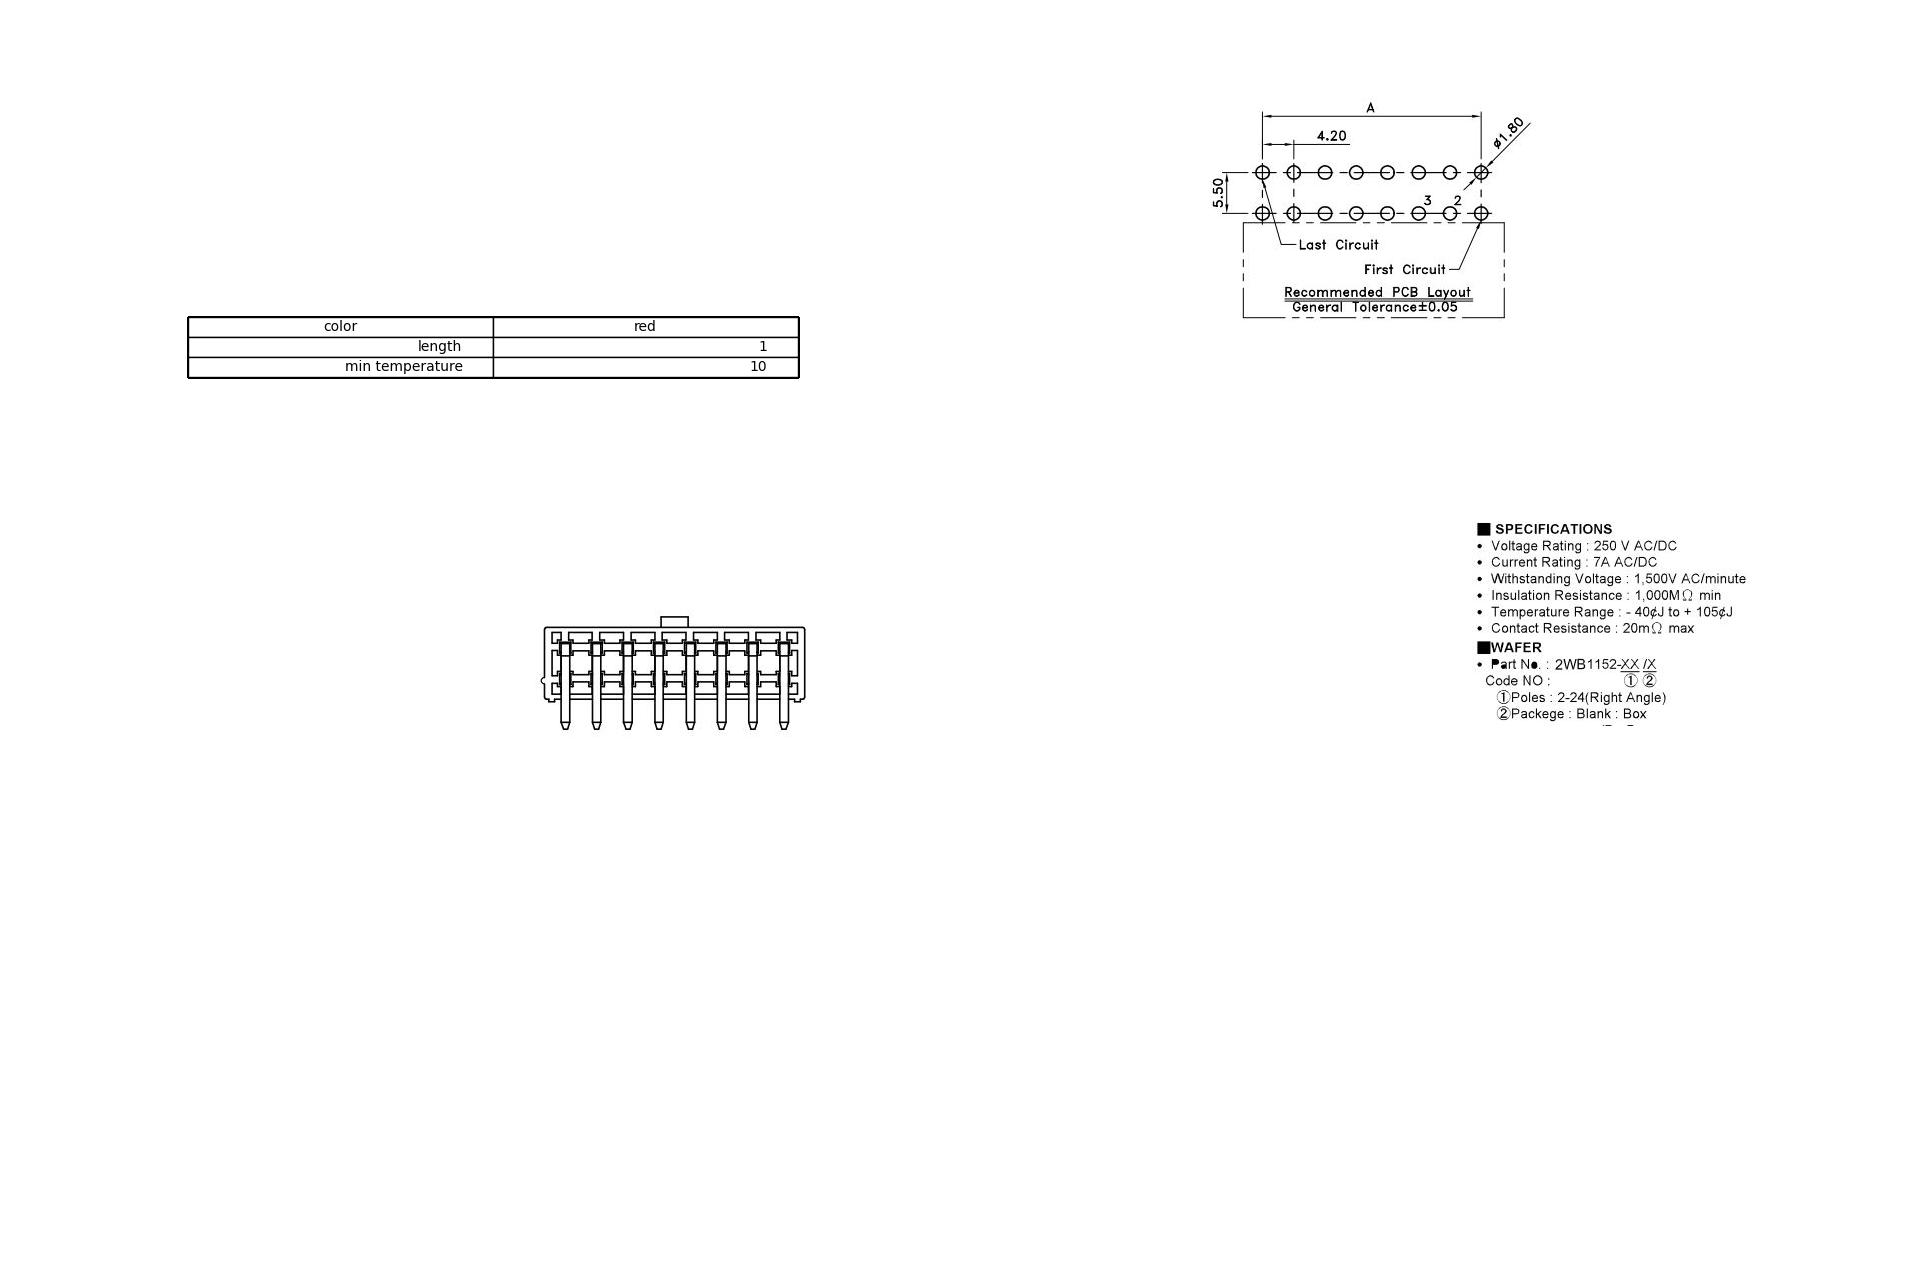 A
4.20
ø1.80
5.50
3 2
Last Circuit
First Circuit
Recommended PCB Layout
General Tolerance±0.05
color red
length 1
min temperature 10
■ SPECIFICATIONS
• Voltage Rating : 250 V AC/DC
• Current Rating : 7A AC/DC
• Withstanding Voltage : 1,500V AC/minute
• Insulation Resistance : 1,000MΩ min
• Temperature Range : - 40¢J to + 105¢J
• Contact Resistance : 20mΩ max
■WAFER
• Part No. : 2WB1152-XX /X
Code NO : ① ②
①Poles : 2-24(Right Angle)
②Packege : Blank : Box